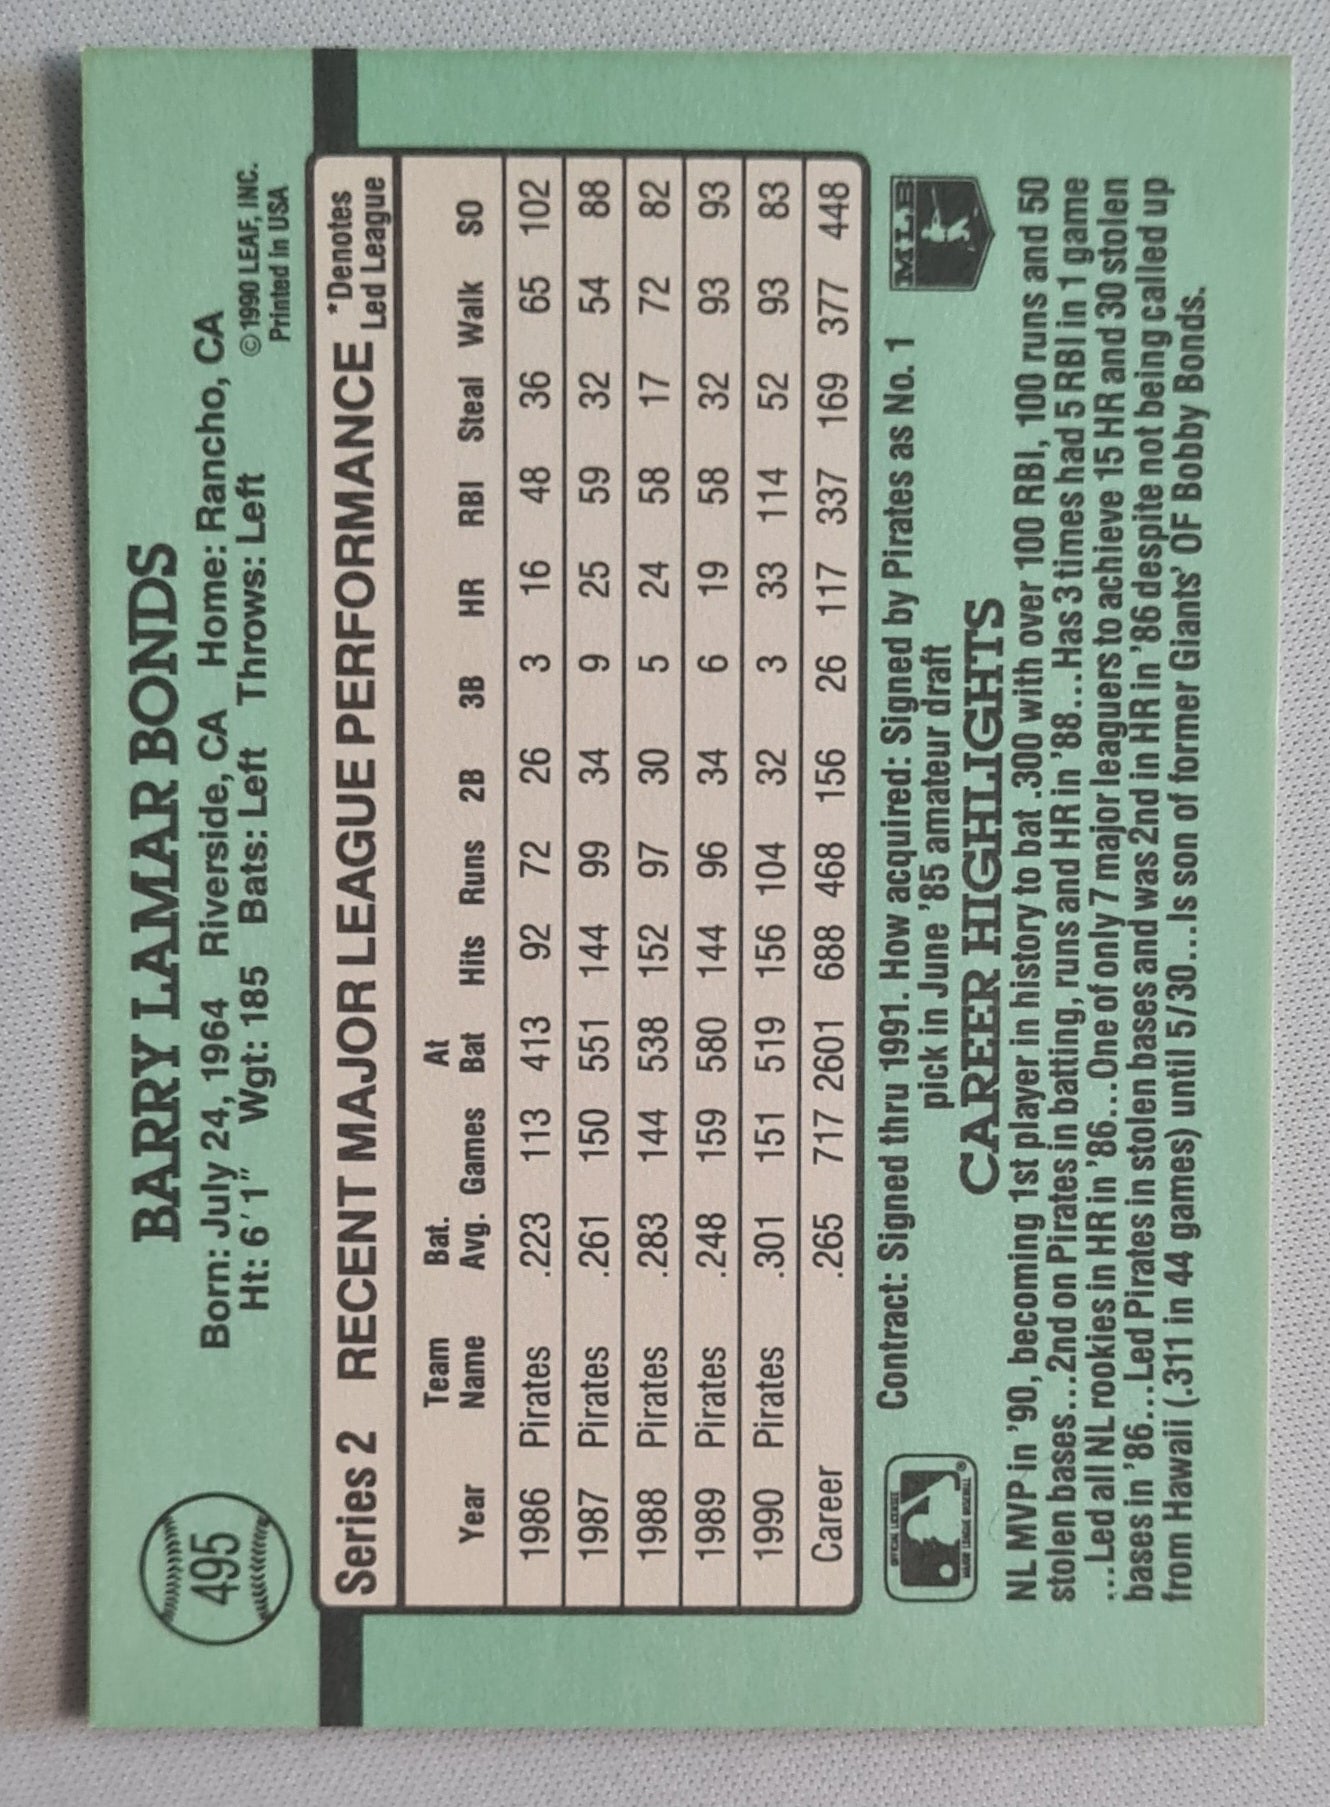 495
BARRY LAMAR BONDS
Born: July 24, 1964 Riverside, CA Home: Rancho, CA
Ht: 6´1˝ Wgt: 185 Bats: Left Throws: Left
© 1990 LEAF, INC.
Printed in USA
Series 2 RECENT MAJOR LEAGUE PERFORMANCE
*Denotes
Led League
Year Team Name Bat. Avg. Games At Bat Hits Runs 2B 3B HR RBI Steal Walk SO
1986 Pirates .223 113 413 92 72 26 3 16 48 36 65 102
1987 Pirates .261 150 551 144 99 34 9 25 59 32 54 88
1988 Pirates .283 144 538 152 97 30 5 24 58 17 72 82
1989 Pirates .248 159 580 144 96 34 6 19 58 32 93 93
1990 Pirates .301 151 519 156 104 32 3 33 114 52 93 83
Career .265 717 2601 688 468 156 26 117 337 169 377 448
OFFICIAL LICENSEE
MAJOR LEAGUE BASEBALL
®
Contract: Signed thru 1991. How acquired: Signed by Pirates as No. 1
pick in June '85 amateur draft
MLB
CAREER HIGHLIGHTS
NL MVP in '90, becoming 1st player in history to bat .300 with over 100 RBI, 100 runs and 50
stolen bases...2nd on Pirates in batting, runs and HR in '88...Has 3 times had 5 RBI in 1 game
...Led all NL rookies in HR in '86...One of only 7 major leaguers to achieve 15 HR and 30 stolen
bases in '86...Led Pirates in stolen bases and was 2nd in HR in '86 despite not being called up
from Hawaii (.311 in 44 games) until 5/30...Is son of former Giants' OF Bobby Bonds.